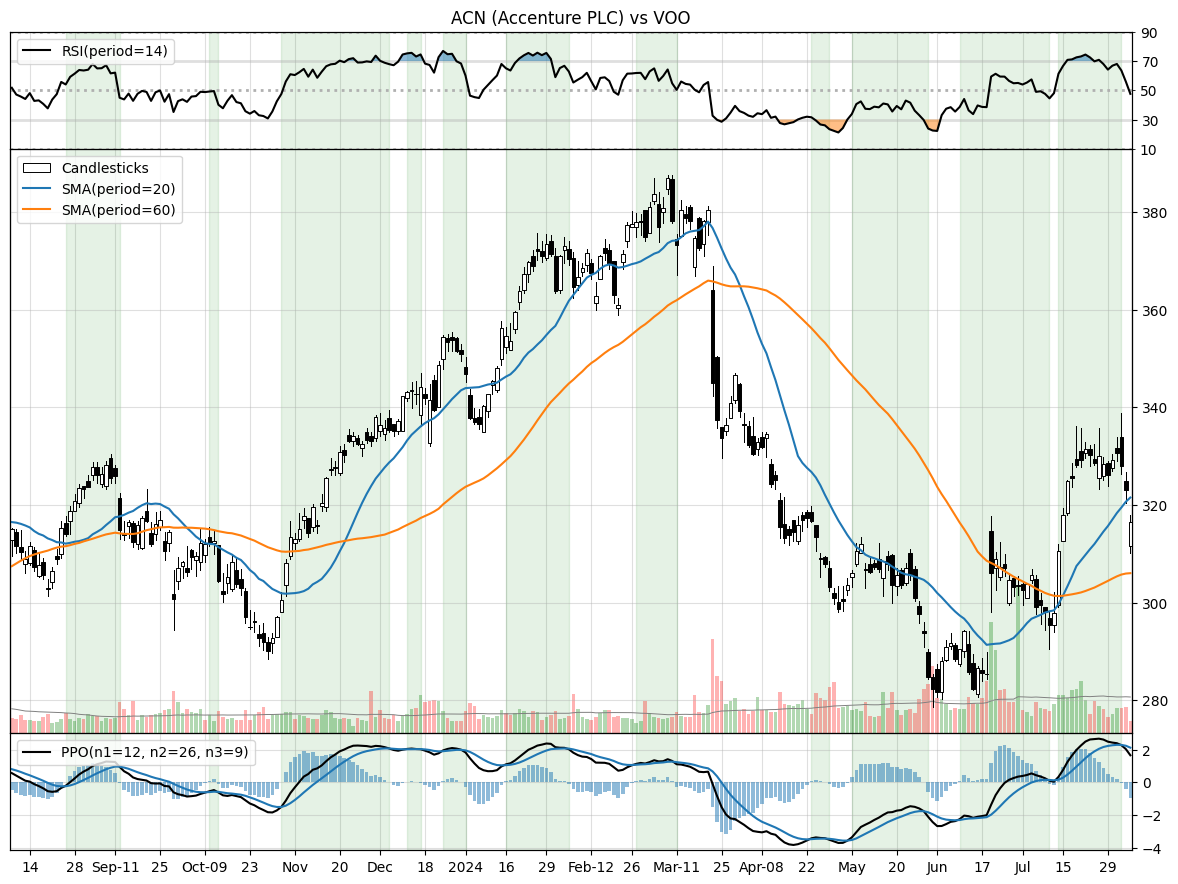 ACN (Accenture PLC) vs VOO
RSI(period=14)
90
70
50
30
10
Candlesticks
SMA(period=20)
SMA(period=60)
380
360
340
320
300
280
PPO(n1=12, n2=26, n3=9)
2
0
−2
−4
14 28 Sep-11 25 Oct-09 23 Nov 20 Dec 18 2024 16 29 Feb-12 26 Mar-11 25 Apr-08 22 May 20 Jun 17 Jul 15 29